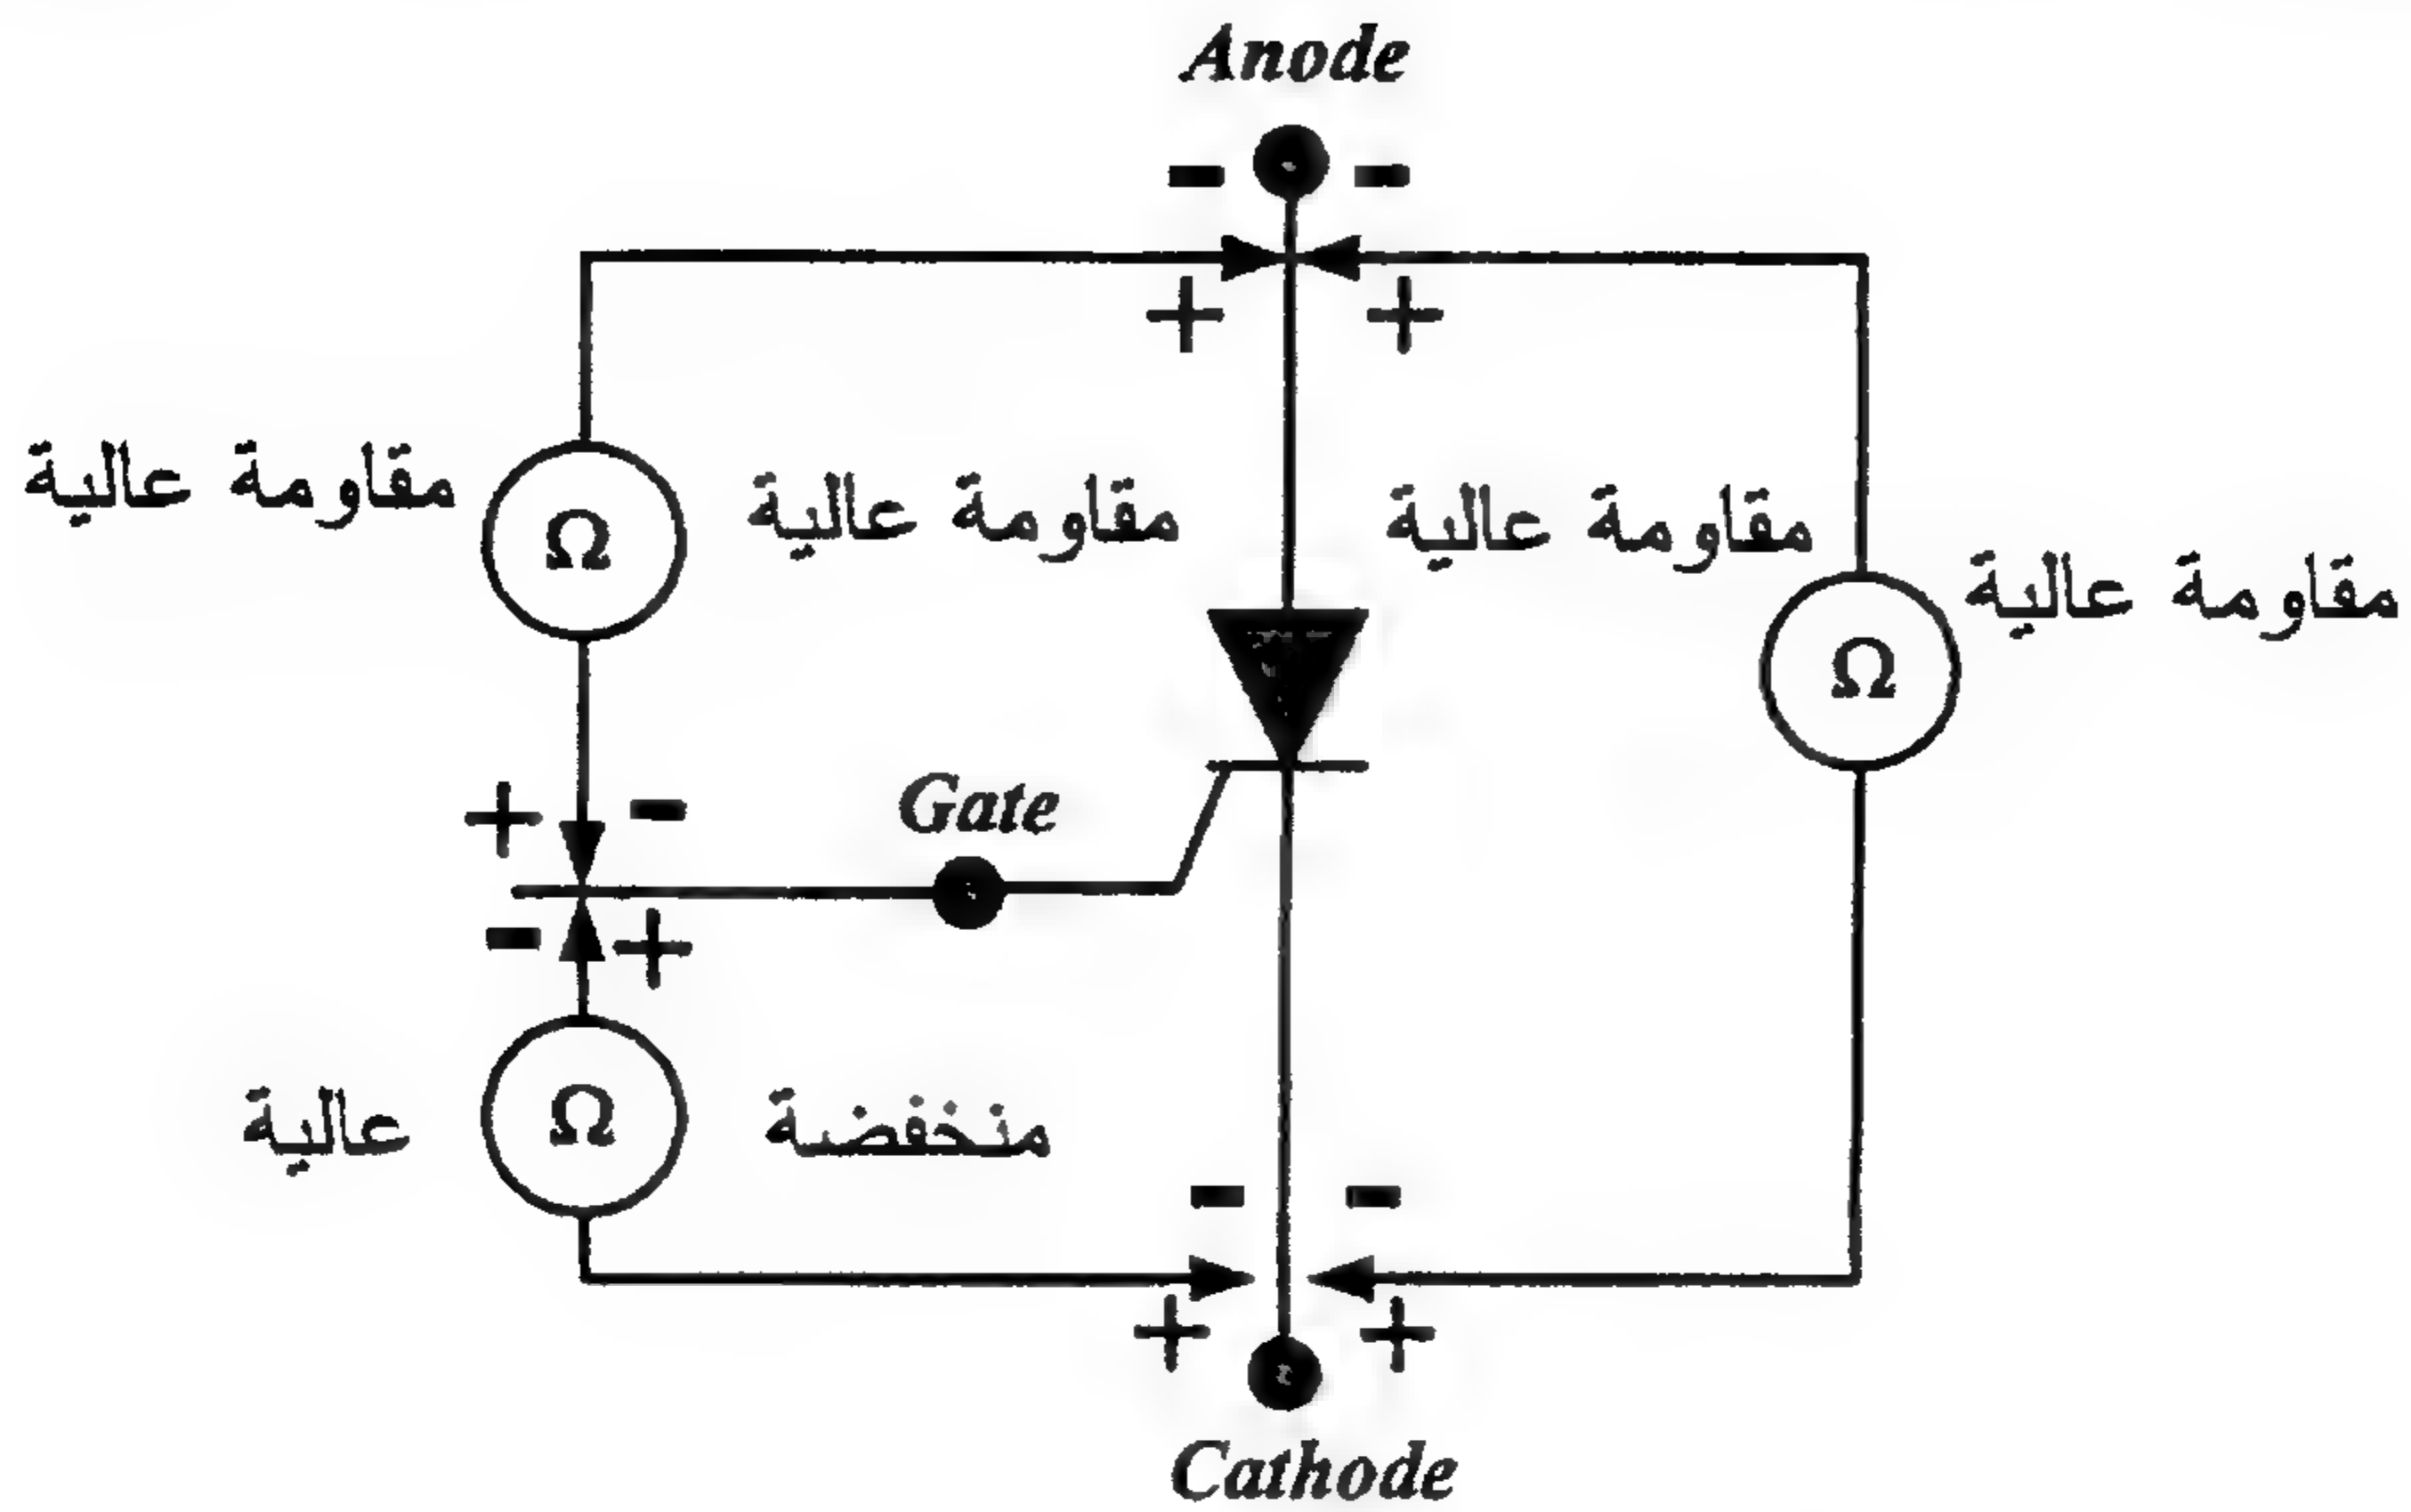 Anode
- -
+ +
مقاومة عالية
Ω
مقاومة عالية
مقاومة عالية
مقاومة عالية
Ω
+ -
Gate
- +
عالية
Ω
منخفضة
- -
+ +
Cathode